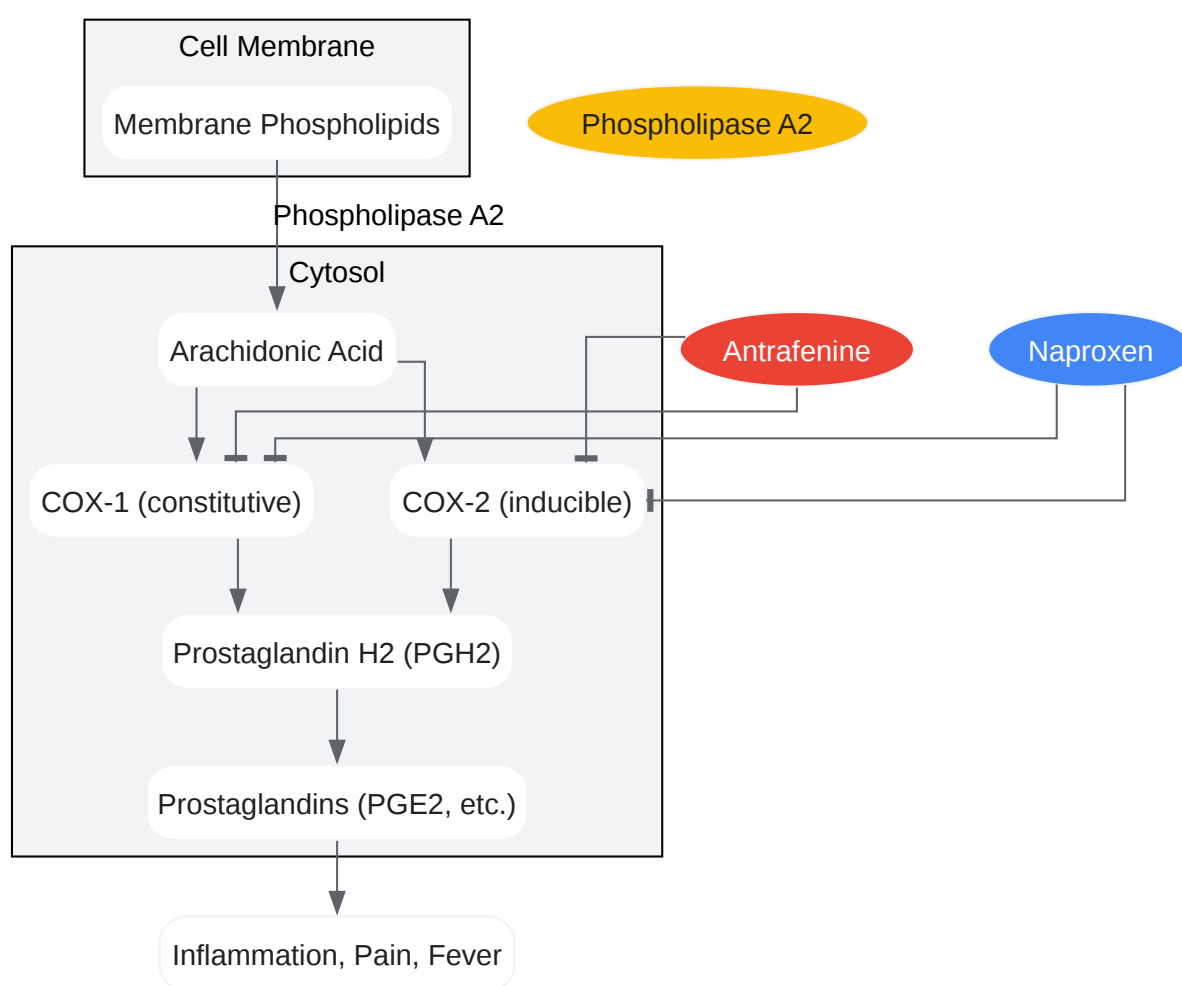 Cell Membrane
Membrane Phospholipids
Phospholipase A2
Phospholipase A2
Cytosol
Arachidonic Acid
Antrafenine
Naproxen
COX-1 (constitutive)
COX-2 (inducible)
Prostaglandin H2 (PGH2)
Prostaglandins (PGE2, etc.)
Inflammation, Pain, Fever